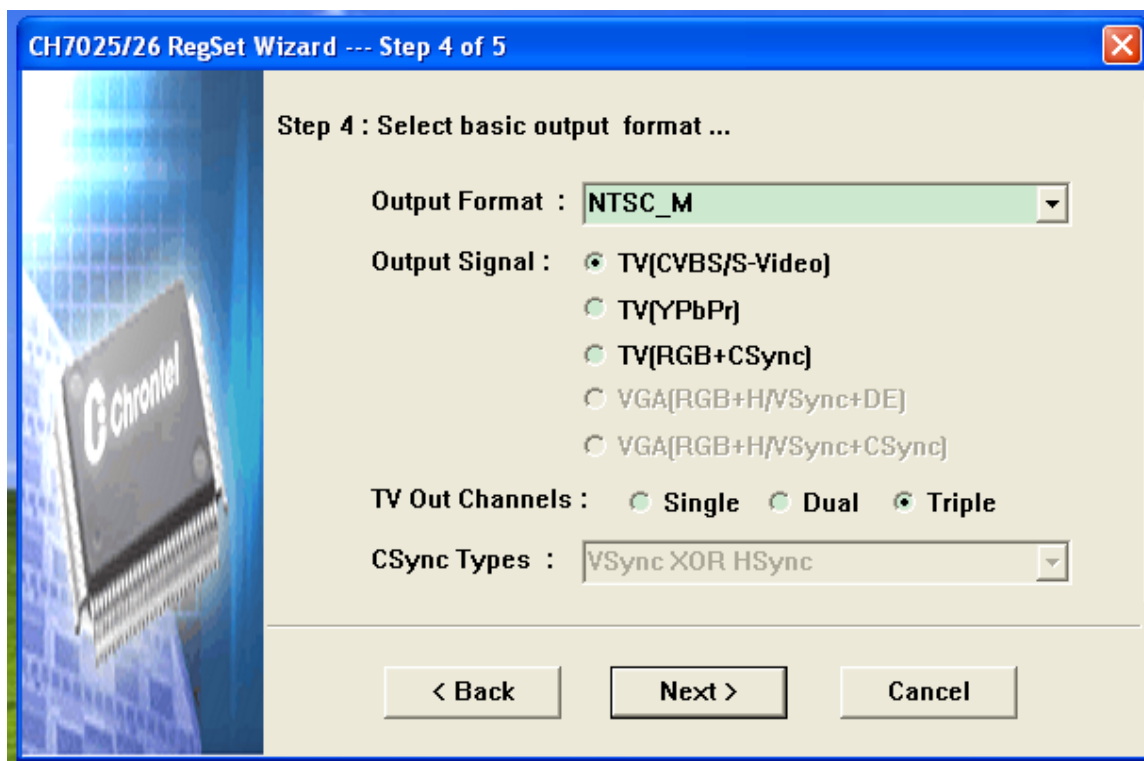 CH7025/26 RegSet Wizard --- Step 4 of 5
Step 4 : Select basic output format ...
Output Format : NTSC_M
Output Signal : TV(CVBS/S-Video)
TV(YPbPr)
TV(RGB+CSync)
VGA(RGB+H/VSync+DE)
VGA(RGB+H/VSync+CSync)
TV Out Channels : Single Dual Triple
CSync Types : VSync XOR HSync
Chrontel
< Back Next > Cancel